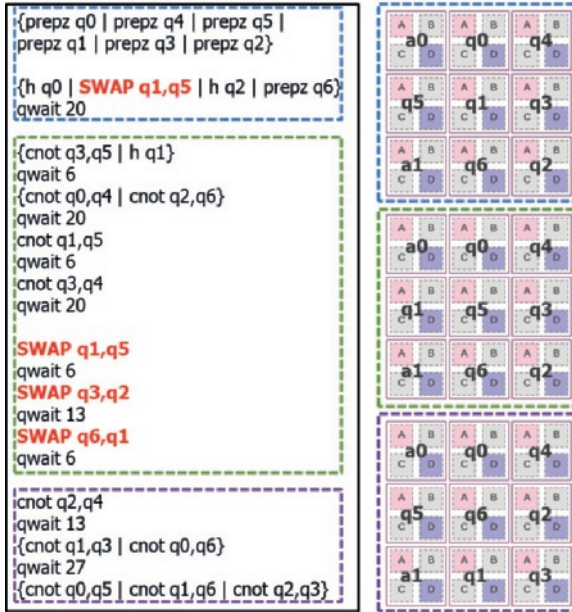 {prepz q0 | prepz q4 | prepz q5 |
prepz q1 | prepz q3 | prepz q2}
{h q0 | SWAP q1,q5 | h q2 | prepz q6}
qwait 20
{cnot q3,q5 | h q1}
qwait 6
{cnot q0,q4 | cnot q2,q6}
qwait 20
cnot q1,q5
qwait 6
cnot q3,q4
qwait 20
SWAP q1,q5
qwait 6
SWAP q3,q2
qwait 13
SWAP q6,q1
qwait 6
cnot q2,q4
qwait 13
{cnot q1,q3 | cnot q0,q6}
qwait 27
{cnot q0,q5 | cnot q1,q6 | cnot q2,q3}
A B A B A B
a0 q0 q4
C D C D C D
A B A B A B
q5 q1 q3
C D C D C D
A B A B A B
a1 q6 q2
C D C D C D
A B A B A B
a0 q0 q4
C D C D C D
A B A B A B
q1 q5 q3
C D C D C D
A B A B A B
a1 q6 q2
C D C D C D
A B A B A B
a0 q0 q4
C D C D C D
A B A B A B
q5 q6 q2
C D C D C D
A B A B A B
a1 q1 q3
C D C D C D